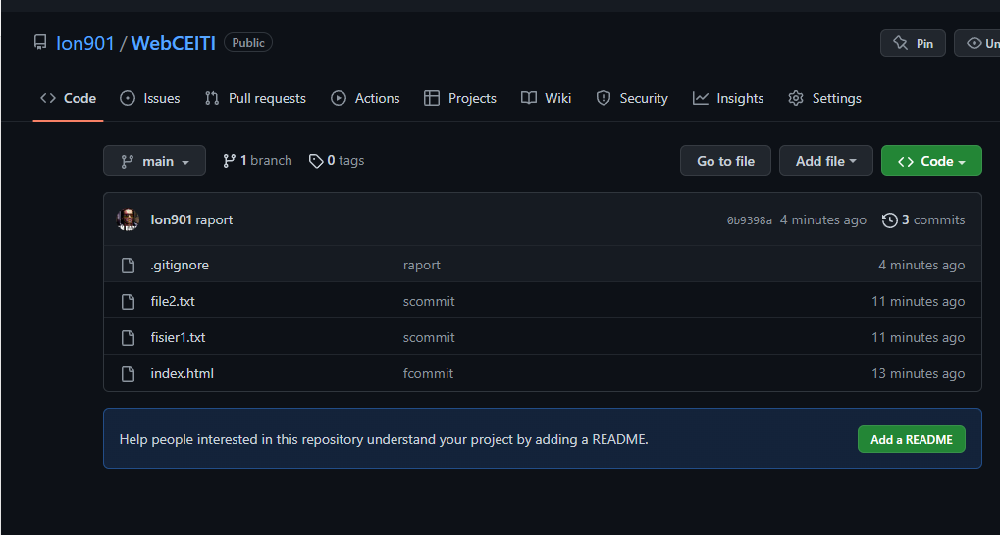 Ion901 / WebCEITI Public
Pin
Un
Code Issues Pull requests Actions Projects Wiki Security Insights Settings
main 1 branch 0 tags Go to file Add file Code
Ion901 raport 0b9398a 4 minutes ago 3 commits
.gitignore raport 4 minutes ago
file2.txt scommit 11 minutes ago
fisier1.txt scommit 11 minutes ago
index.html fcommit 13 minutes ago
Help people interested in this repository understand your project by adding a README. Add a README